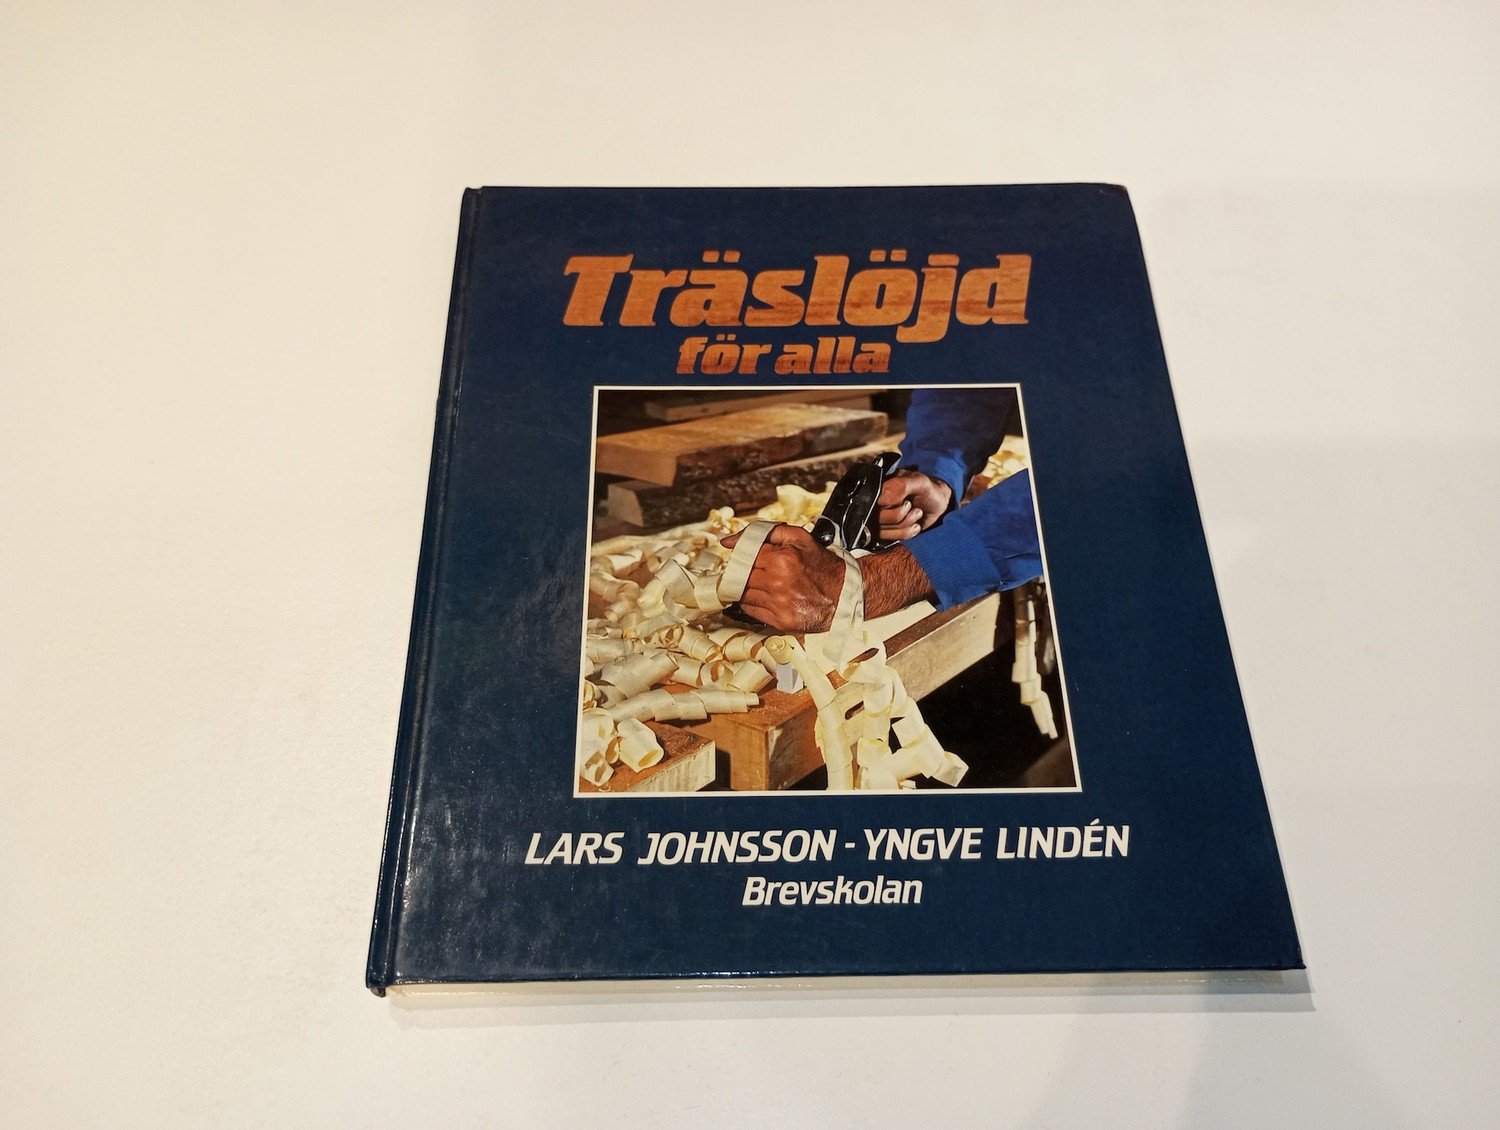 Träslöjd
för alla
LARS JOHNSSON - YNGVE LINDÉN
Brevskolan